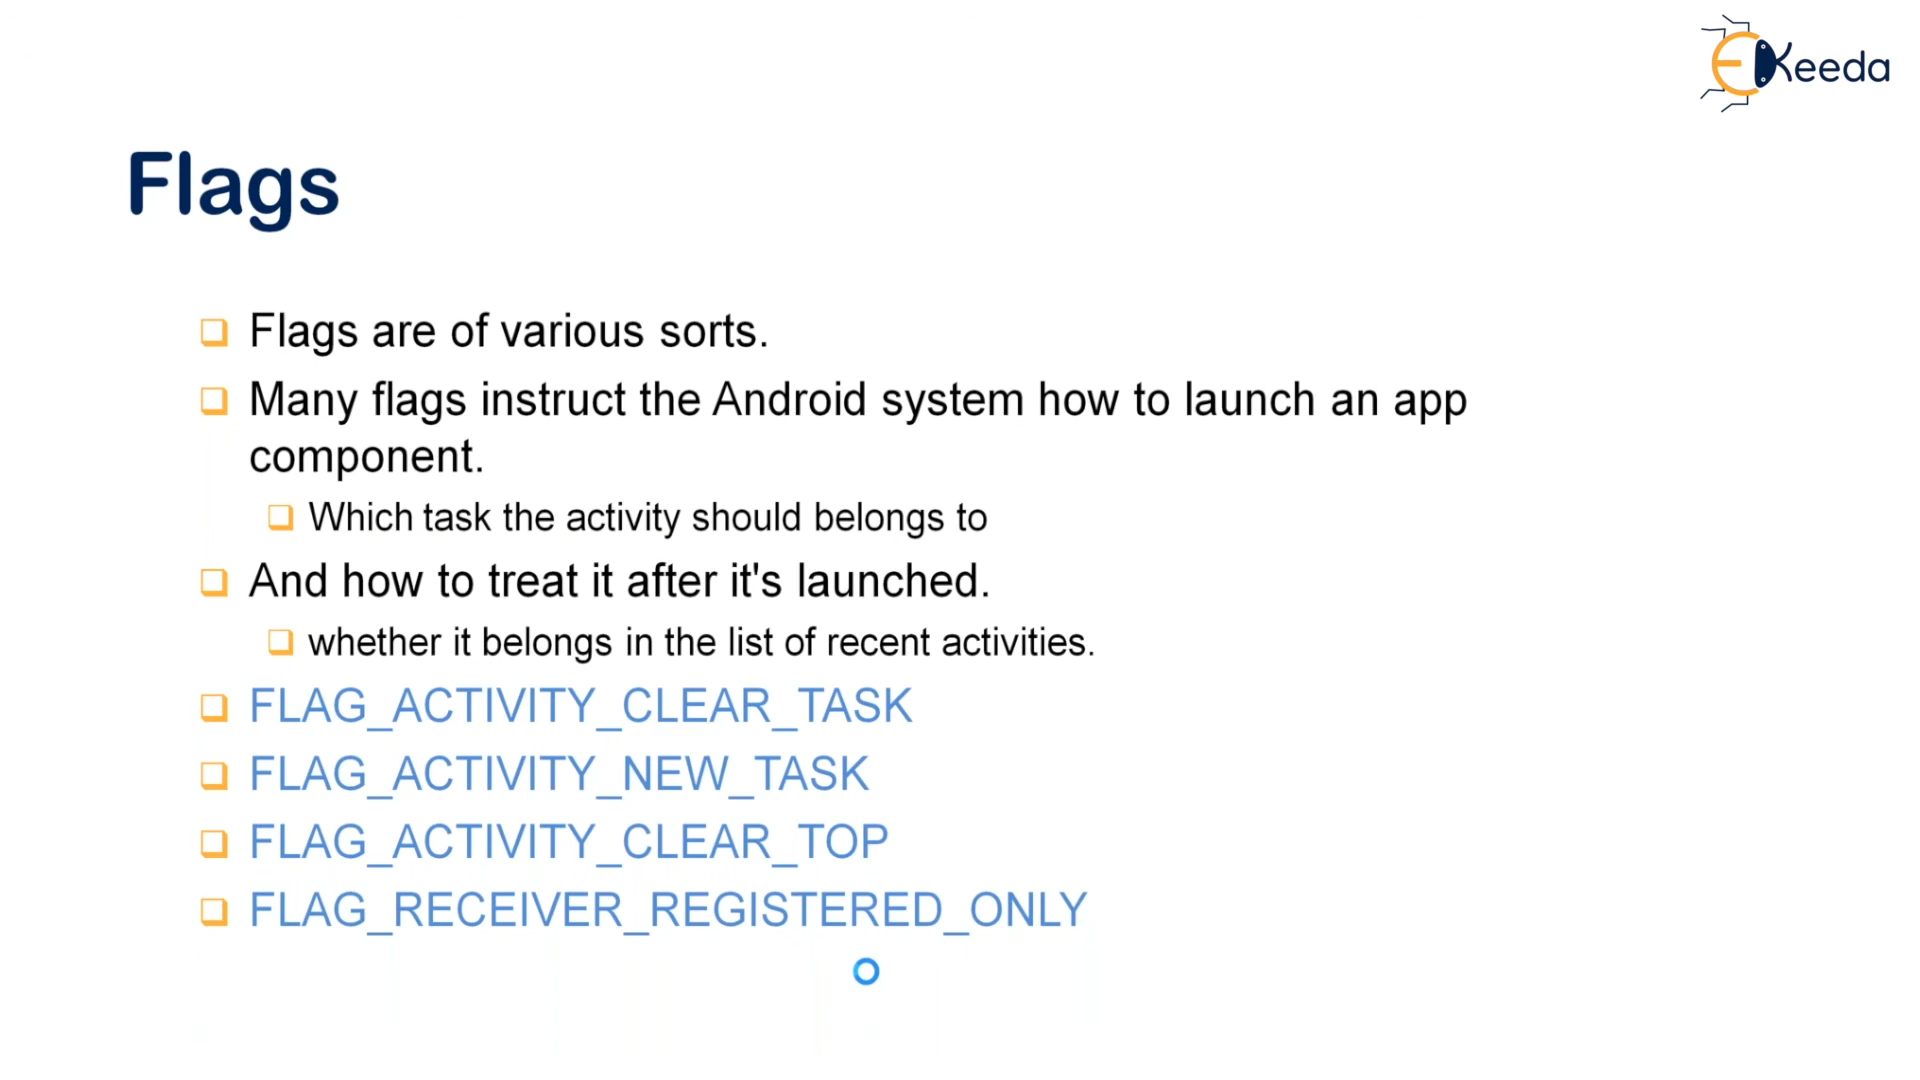 EKeeda
Flags
Flags are of various sorts.
Many flags instruct the Android system how to launch an app
component.
Which task the activity should belongs to
And how to treat it after it's launched.
whether it belongs in the list of recent activities.
FLAG_ACTIVITY_CLEAR_TASK
FLAG_ACTIVITY_NEW_TASK
FLAG_ACTIVITY_CLEAR_TOP
FLAG_RECEIVER_REGISTERED_ONLY